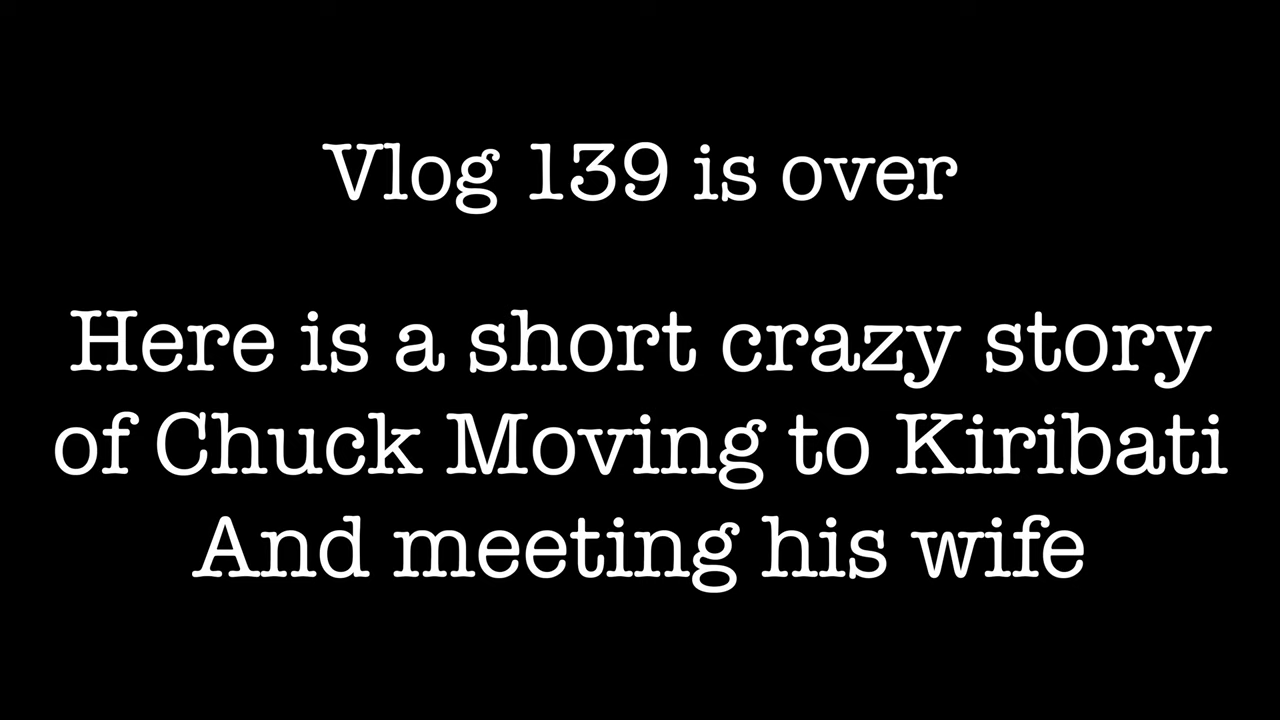 Vlog 139 is over
Here is a short crazy story
of Chuck Moving to Kiribati
And meeting his wife